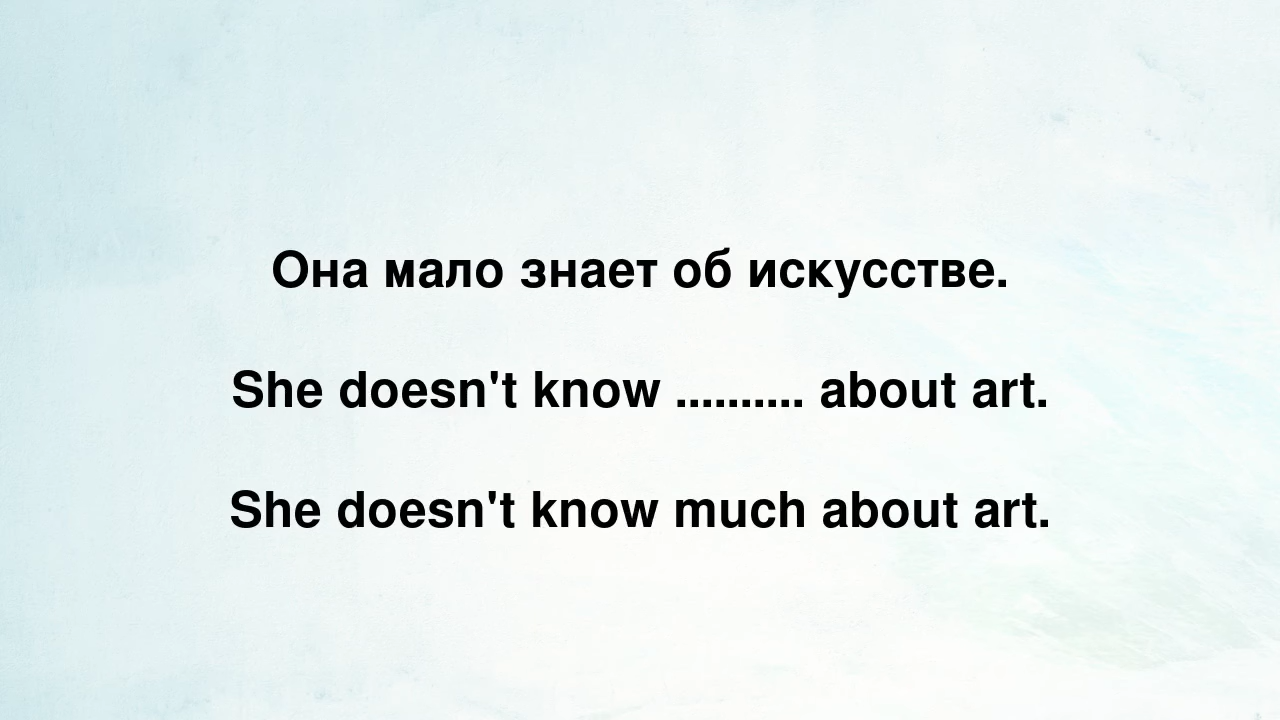 Она мало знает об искусстве.
She doesn't know .......... about art.
She doesn't know much about art.